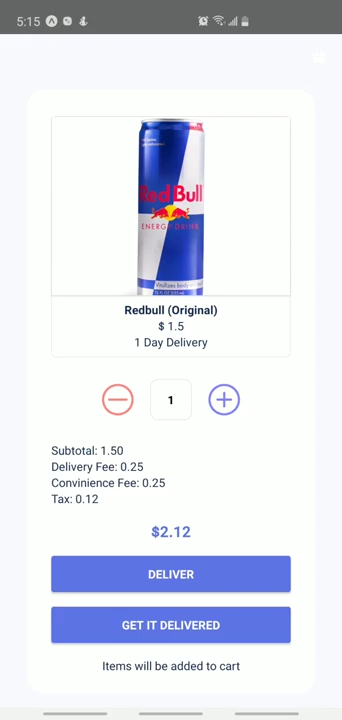 5:15
Red Bull
ENERGY DRINK
Vitalizes body
Redbull (Original)
$ 1.5
1 Day Delivery
1
Subtotal: 1.50
Delivery Fee: 0.25
Convinience Fee: 0.25
Tax: 0.12
$2.12
DELIVER
GET IT DELIVERED
Items will be added to cart